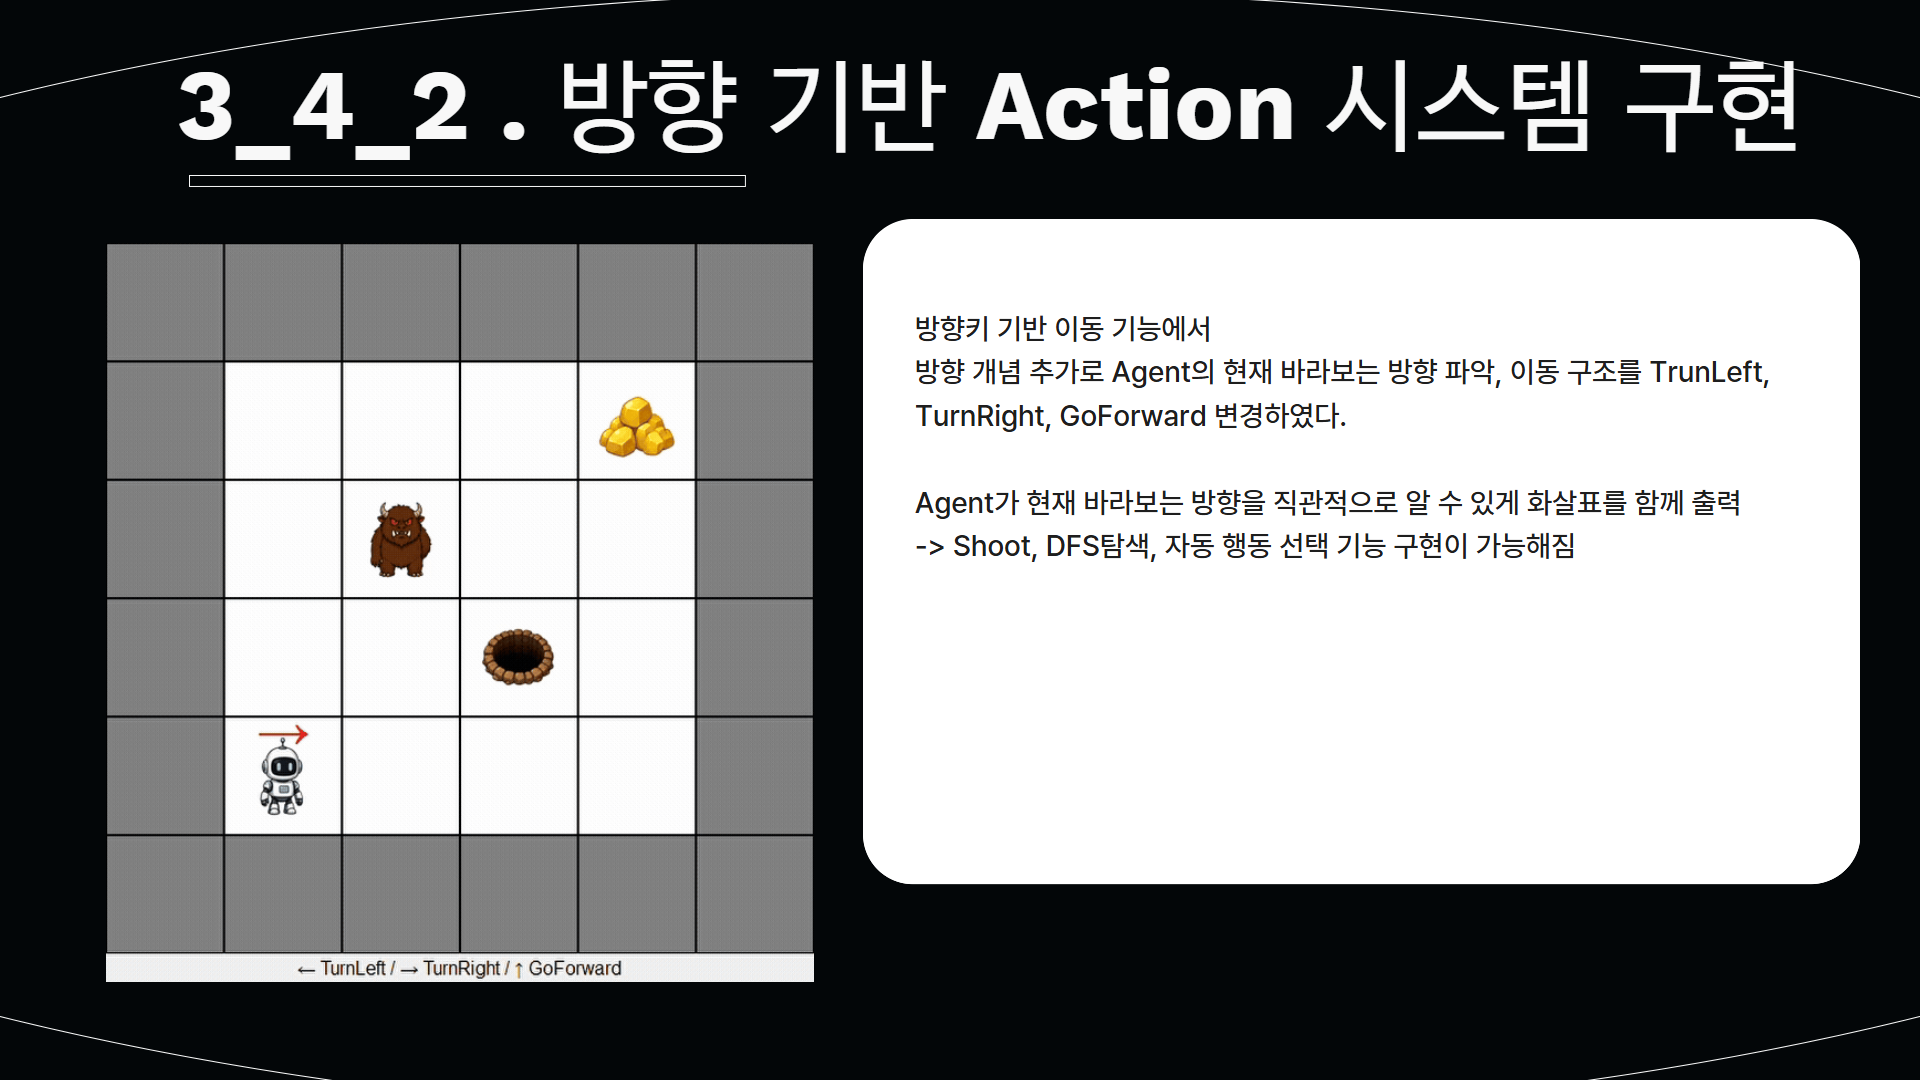 3_4_2 . 방향 기반 Action 시스템 구현
방향키 기반 이동 기능에서
방향 개념 추가로 Agent의 현재 바라보는 방향 파악, 이동 구조를 TrunLeft,
TurnRight, GoForward 변경하였다.
Agent가 현재 바라보는 방향을 직관적으로 알 수 있게 화살표를 함께 출력
-> Shoot, DFS탐색, 자동 행동 선택 기능 구현이 가능해짐
← TurnLeft / → TurnRight / ↑ GoForward